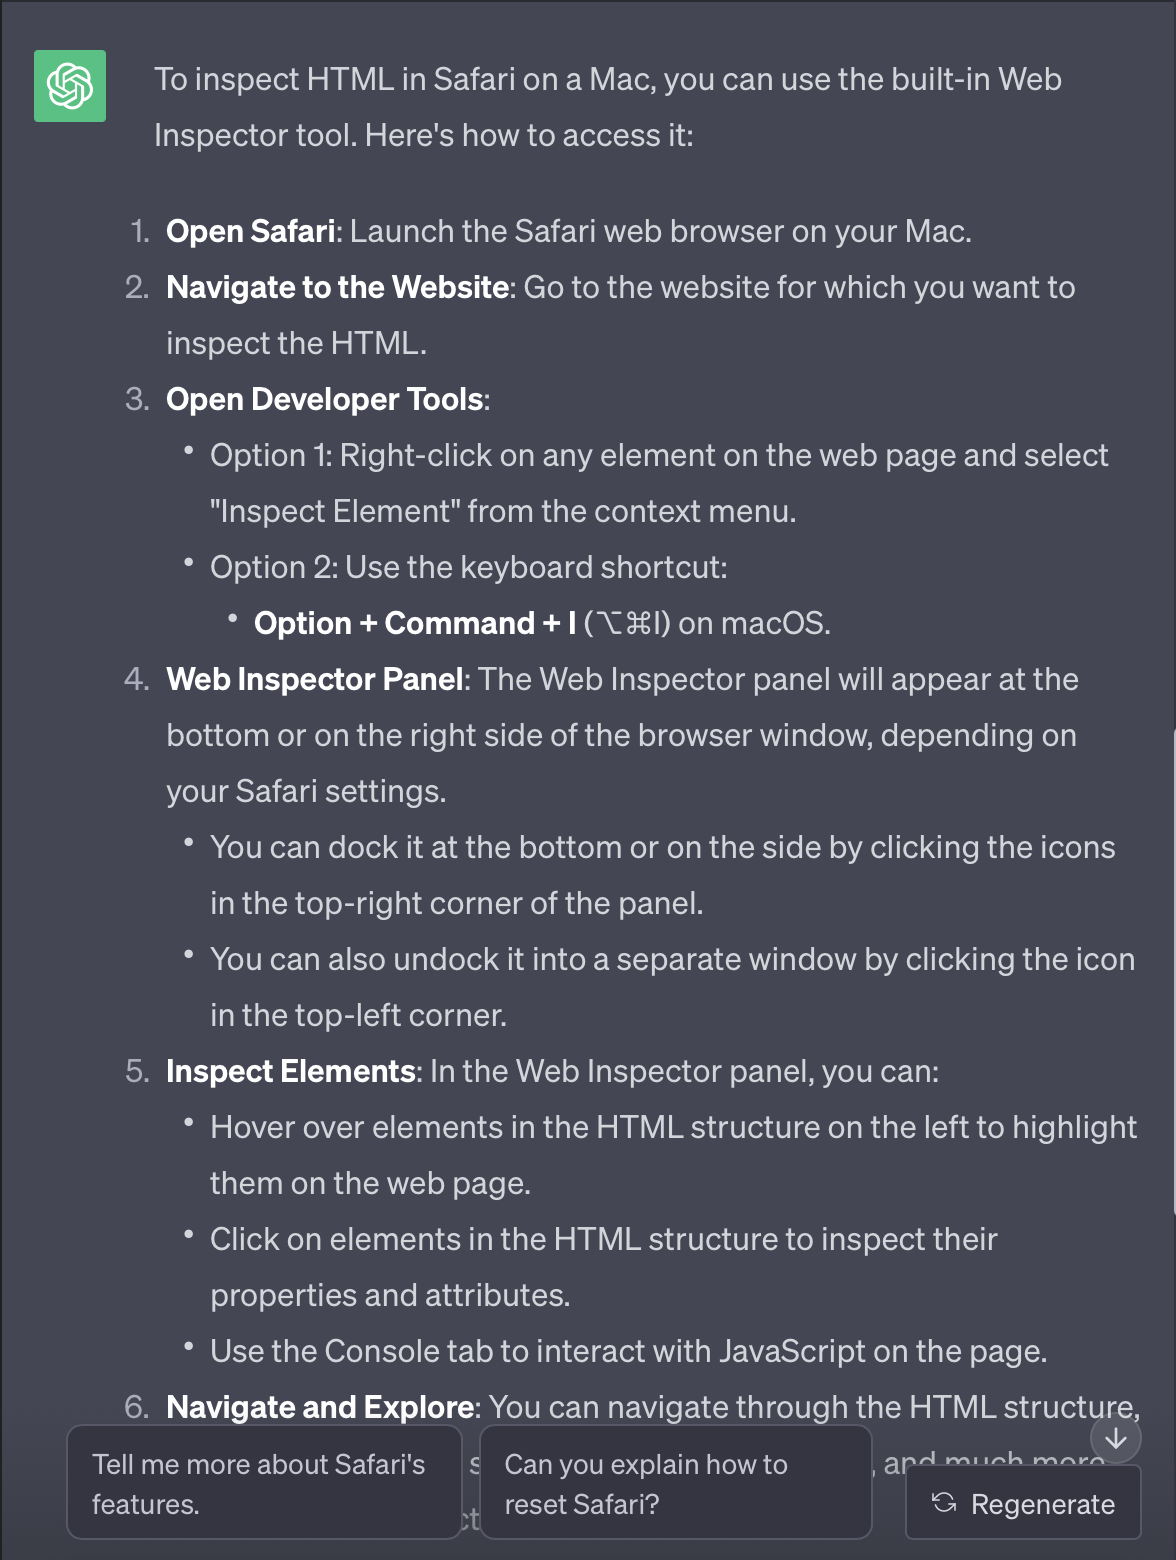 To inspect HTML in Safari on a Mac, you can use the built-in Web
Inspector tool. Here's how to access it:
1. Open Safari: Launch the Safari web browser on your Mac.
2. Navigate to the Website: Go to the website for which you want to
inspect the HTML.
3. Open Developer Tools:
• Option 1: Right-click on any element on the web page and select
"Inspect Element" from the context menu.
• Option 2: Use the keyboard shortcut:
• Option + Command + I (⌥⌘I) on macOS.
4. Web Inspector Panel: The Web Inspector panel will appear at the
bottom or on the right side of the browser window, depending on
your Safari settings.
• You can dock it at the bottom or on the side by clicking the icons
in the top-right corner of the panel.
• You can also undock it into a separate window by clicking the icon
in the top-left corner.
5. Inspect Elements: In the Web Inspector panel, you can:
• Hover over elements in the HTML structure on the left to highlight
them on the web page.
• Click on elements in the HTML structure to inspect their
properties and attributes.
• Use the Console tab to interact with JavaScript on the page.
6. Navigate and Explore: You can navigate through the HTML structure,
, and much more
Tell me more about Safari's
features.
Can you explain how to
reset Safari?
Regenerate